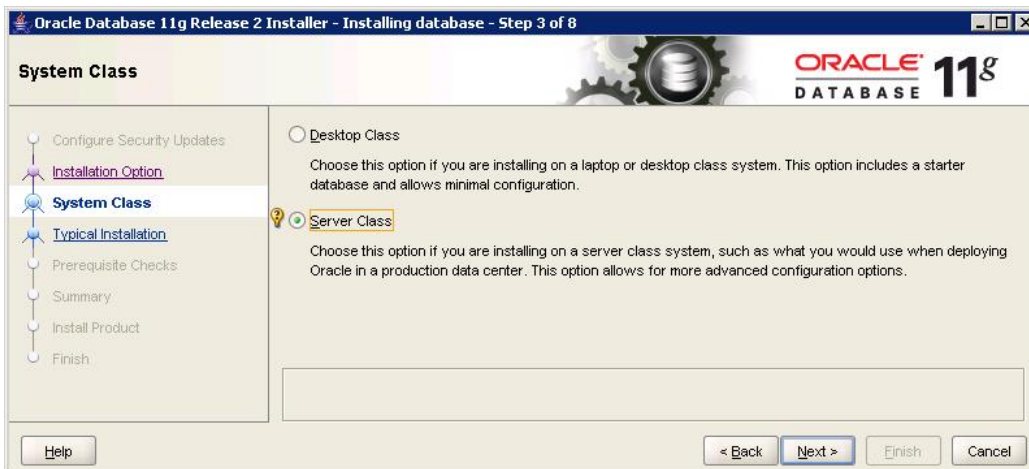 Oracle Database 11g Release 2 Installer - Installing database - Step 3 of 8
System Class
ORACLE
DATABASE
11g
Configure Security Updates
Installation Option
System Class
Typical Installation
Prerequisite Checks
Summary
Install Product
Finish
Desktop Class
Choose this option if you are installing on a laptop or desktop class system. This option includes a starter
database and allows minimal configuration.
Server Class
Choose this option if you are installing on a server class system, such as what you would use when deploying
Oracle in a production data center. This option allows for more advanced configuration options.
Help
< Back
Next >
Finish
Cancel